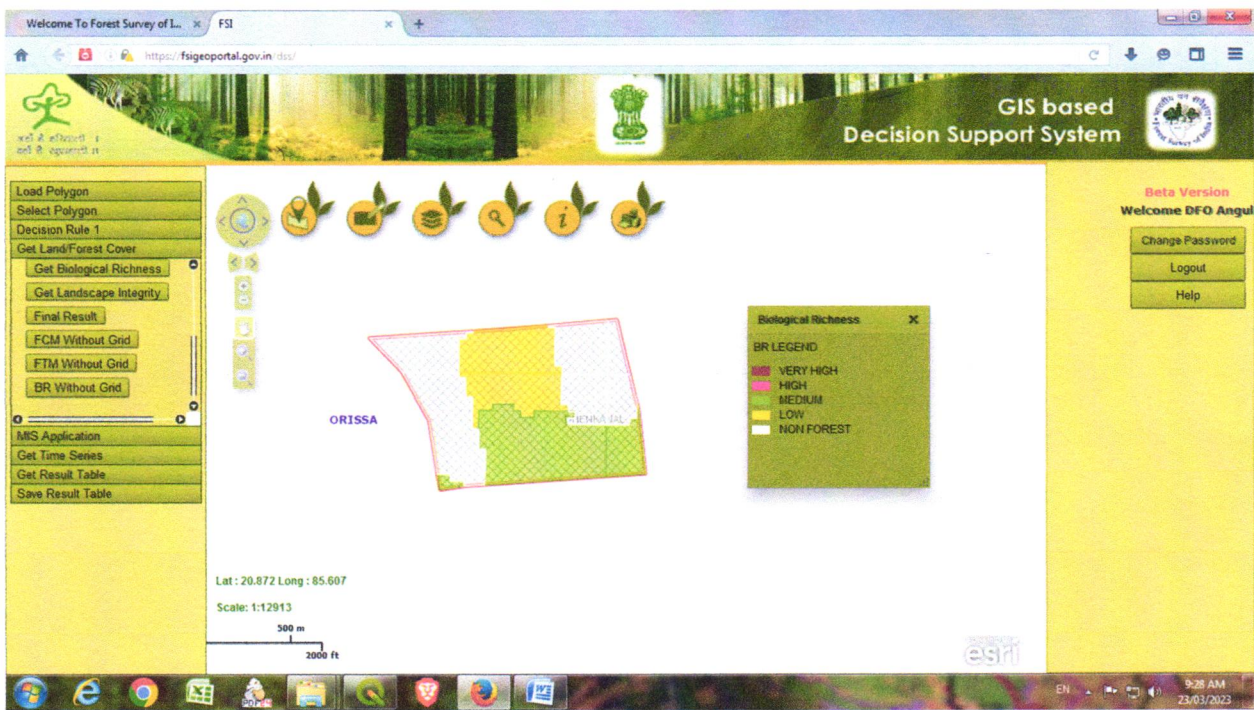 Welcome To Forest Survey of I...
FSI
https://fsigeoportal.gov.in/dss/
GIS based
Decision Support System
Load Polygon
Select Polygon
Decision Rule 1
Get Land/Forest Cover
Get Biological Richness
Get Landscape Integrity
Final Result
FCM Without Grid
FTM Without Grid
BR Without Grid
MIS Application
Get Time Series
Get Result Table
Save Result Table
Beta Version
Welcome DFO Angul
Change Password
Logout
Help
Biological Richness
BR LEGEND
VERY HIGH
HIGH
MEDIUM
LOW
NON FOREST
ORISSA
Lat : 20.872 Long : 85.607
Scale: 1:12913
500 m
2000 ft
esri
EN
9:28 AM
23/03/2023